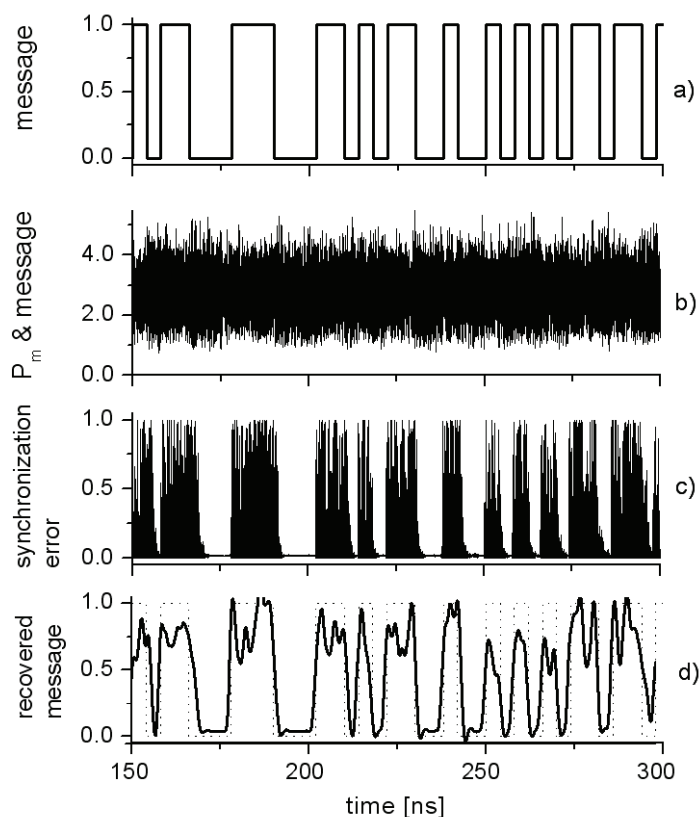 message
1.0
0.5
0.0
a)
P_m & message
4.0
2.0
0.0
b)
synchronization
error
1.0
0.5
0.0
c)
recovered
message
1.0
0.5
0.0
d)
150
200
250
300
time [ns]